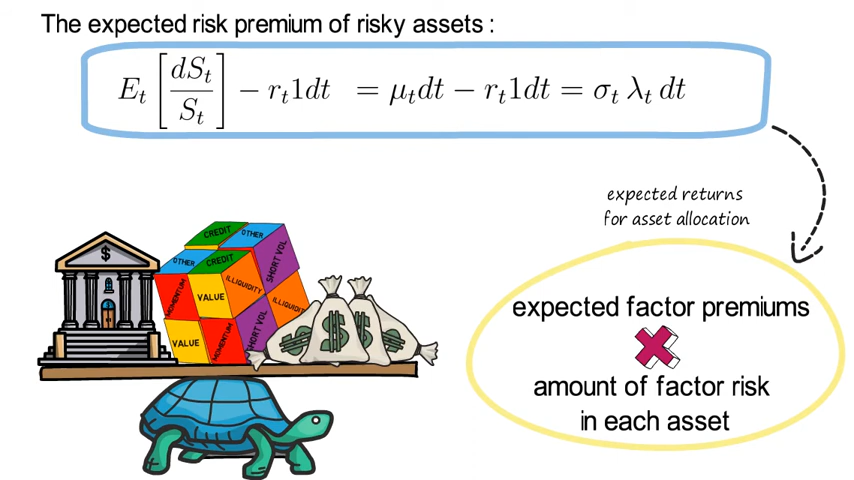 The expected risk premium of risky assets :
E_t [ dS_t / S_t ] − r_t 1dt = μ_t dt − r_t 1dt = σ_t λ_t dt
expected returns
for asset allocation
expected factor premiums
amount of factor risk
in each asset
$
CREDIT
OTHER
OTHER
CREDIT
SHORT VOL
MOMENTUM
VALUE
ILLIQUIDITY
ILLIQUIDI
VALUE
MOMENTUM
SHORT VOL
$
$
$
$